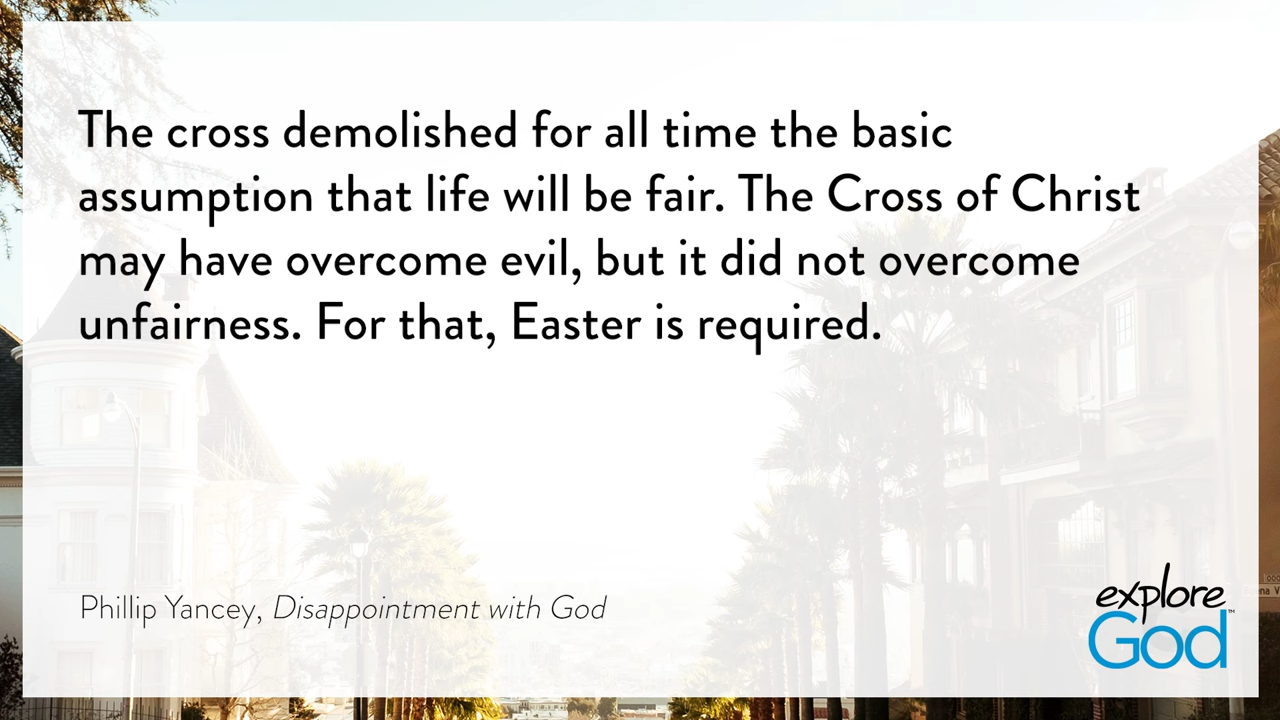 The cross demolished for all time the basic
assumption that life will be fair. The Cross of Christ
may have overcome evil, but it did not overcome
unfairness. For that, Easter is required.
Phillip Yancey, Disappointment with God
explore
God™